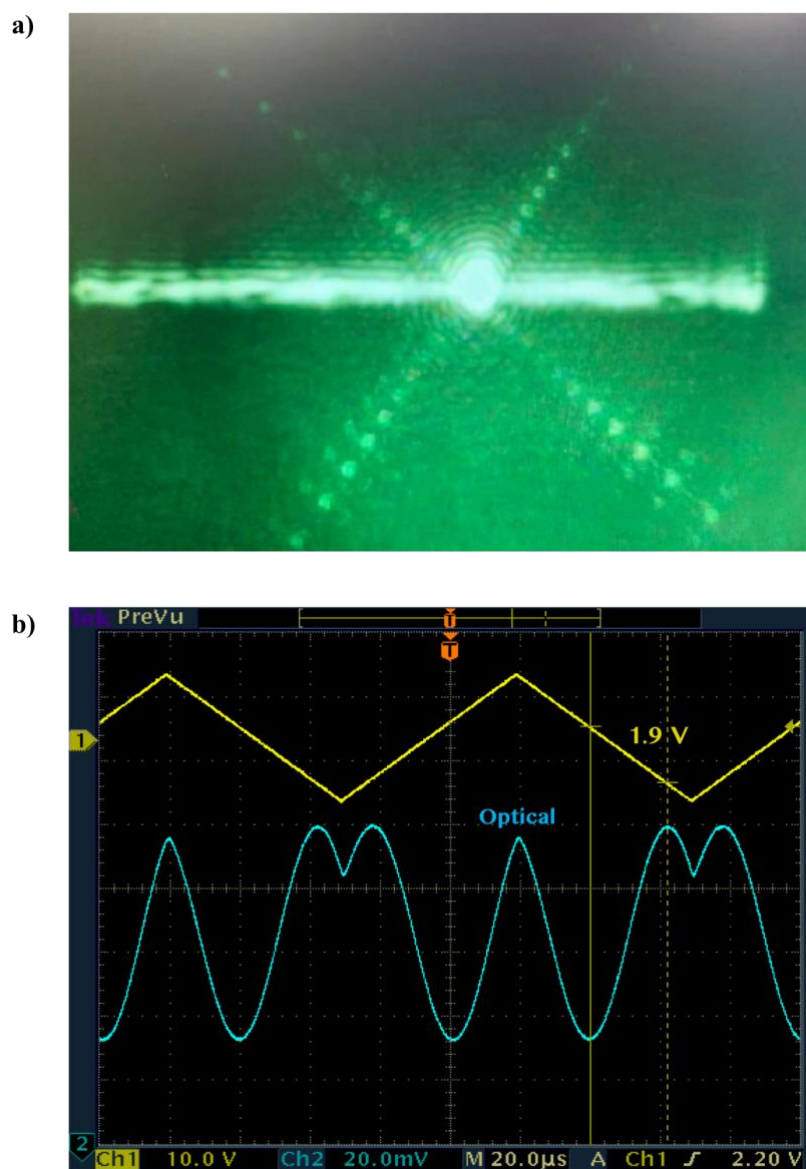 a)
b)
Tek PreVu
U
T
1
1.9 V
Optical
2
Ch1 10.0 V Ch2 20.0mV M 20.0µs A Ch1 ƒ 2.20 V